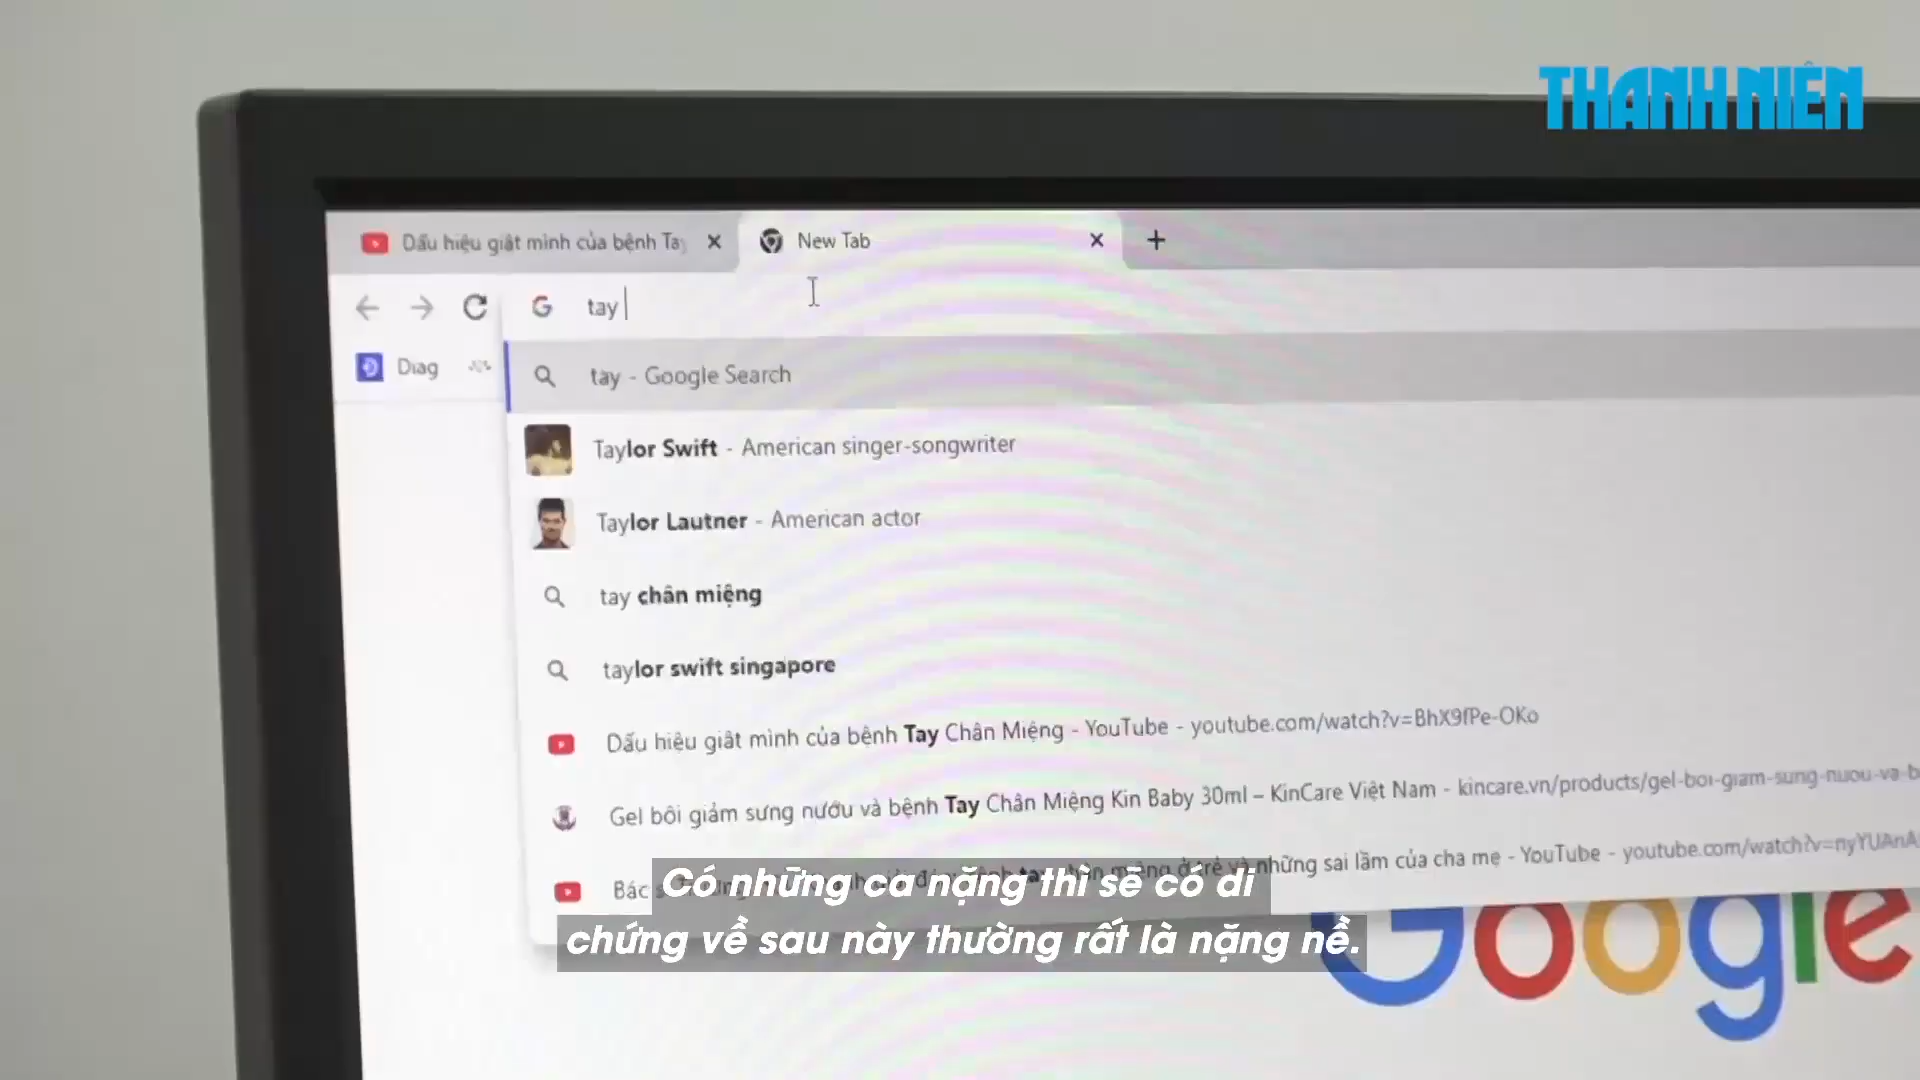 THANH NIÊN
Dấu hiệu giật mình của bệnh Tay
New Tab
tay
Diag
tay - Google Search
Taylor Swift - American singer-songwriter
Taylor Lautner - American actor
tay chân miệng
taylor swift singapore
Dấu hiệu giật mình của bệnh Tay Chân Miệng - YouTube - youtube.com/watch?v=BhX9fPe-OKo
Gel bôi giảm sưng nướu và bệnh Tay Chân Miệng Kin Baby 30ml – KinCare Việt Nam - kincare.vn/products/gel-boi-giam-sung-nuou-va-b
Bác tay chân miệng ở trẻ và những sai lầm của cha mẹ - YouTube - youtube.com/watch?v=nyYUAnA
Có những ca nặng thì sẽ có di
chứng về sau này thường rất là nặng nề.
Google